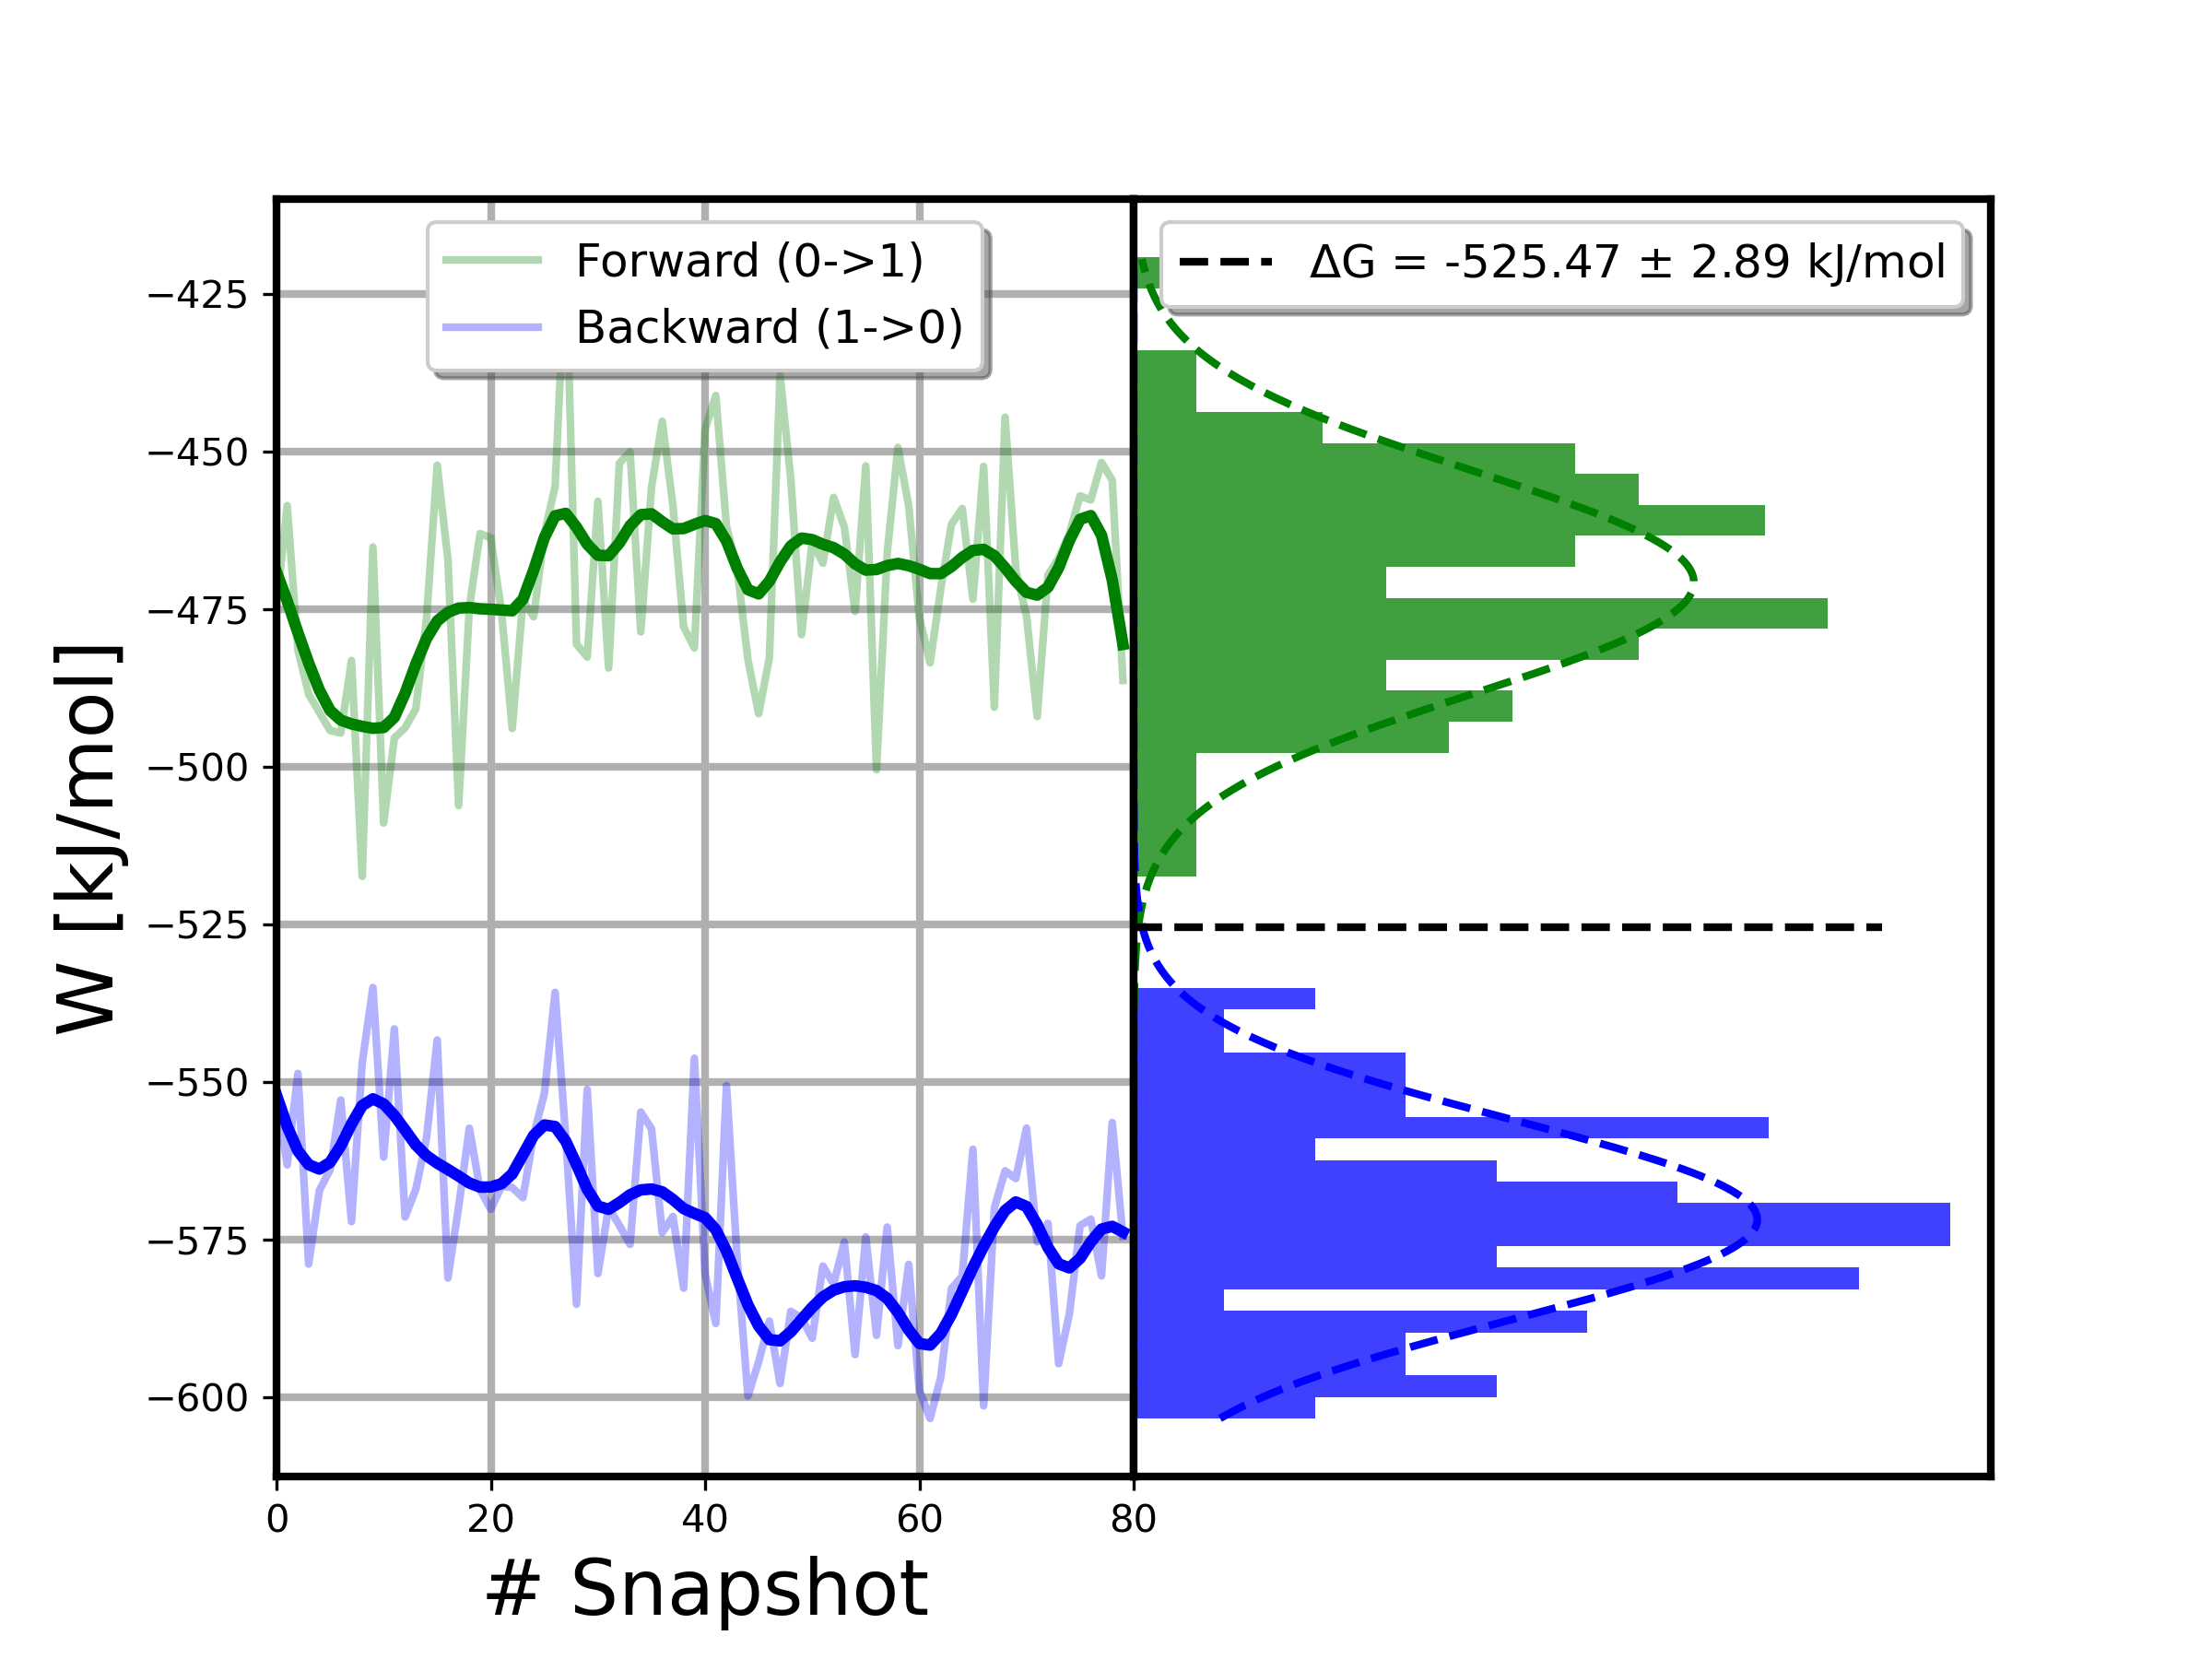 Forward (0->1)
Backward (1->0)
ΔG = -525.47 ± 2.89 kJ/mol
W [kJ/mol]
−425
−450
−475
−500
−525
−550
−575
−600
0 20 40 60 80
# Snapshot